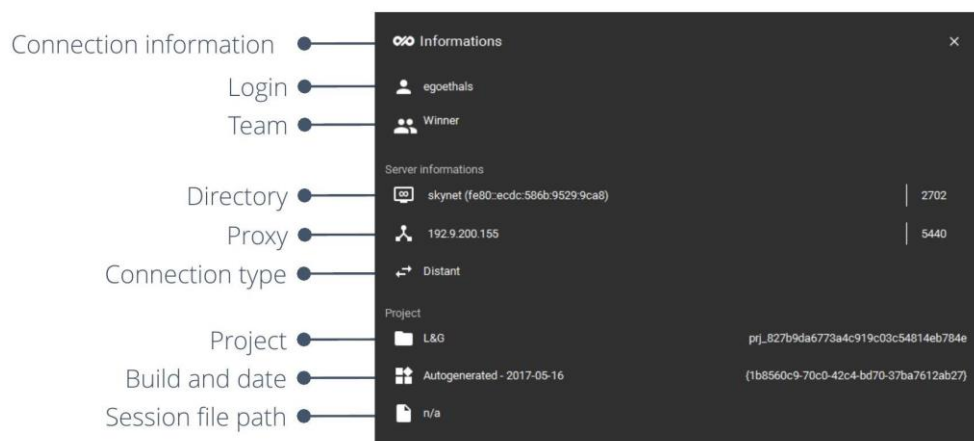 Connection information
Informations
Login
egoethals
Team
Winner
Server informations
Directory
skynet (fe80::ecdc:586b:9529:9ca8)
2702
Proxy
192.9.200.155
5440
Connection type
Distant
Project
Project
L&G
prj_827b9da6773a4c919c03c54814eb784e
Build and date
Autogenerated - 2017-05-16
{1b8560c9-70c0-42c4-bd70-37ba7612ab27}
Session file path
n/a